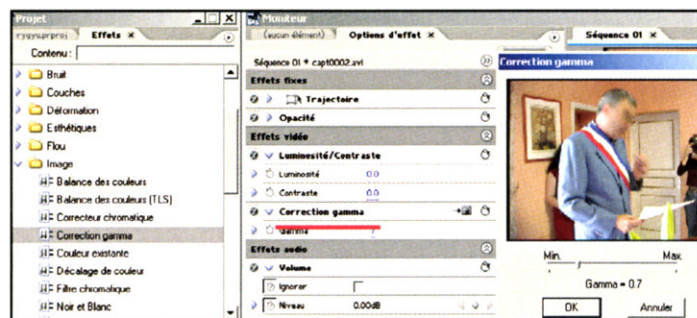 Projet
ryqyuprproj Effets
Contenu :
Bruit
Couches
Déformation
Esthétiques
Flou
Image
Balance des couleurs
Balance des couleurs (TLS)
Correcteur chromatique
Correction gamma
Couleur existante
Décalage de couleur
Filtre chromatique
Noir et Blanc
Moniteur
(aucun élément) Options d'effet
Séquence 01
Séquence 01 * capt0002.avi
Effets fixes
Trajectoire
Opacité
Effets vidéo
Luminosité/Contraste
Luminosité 0.0
Contraste 0.0
Correction gamma
Gamma 7
Effets audio
Volume
Ignorer
Niveau 0.00dB
Correction gamma
Min. Max.
Gamma = 0.7
OK Annuler